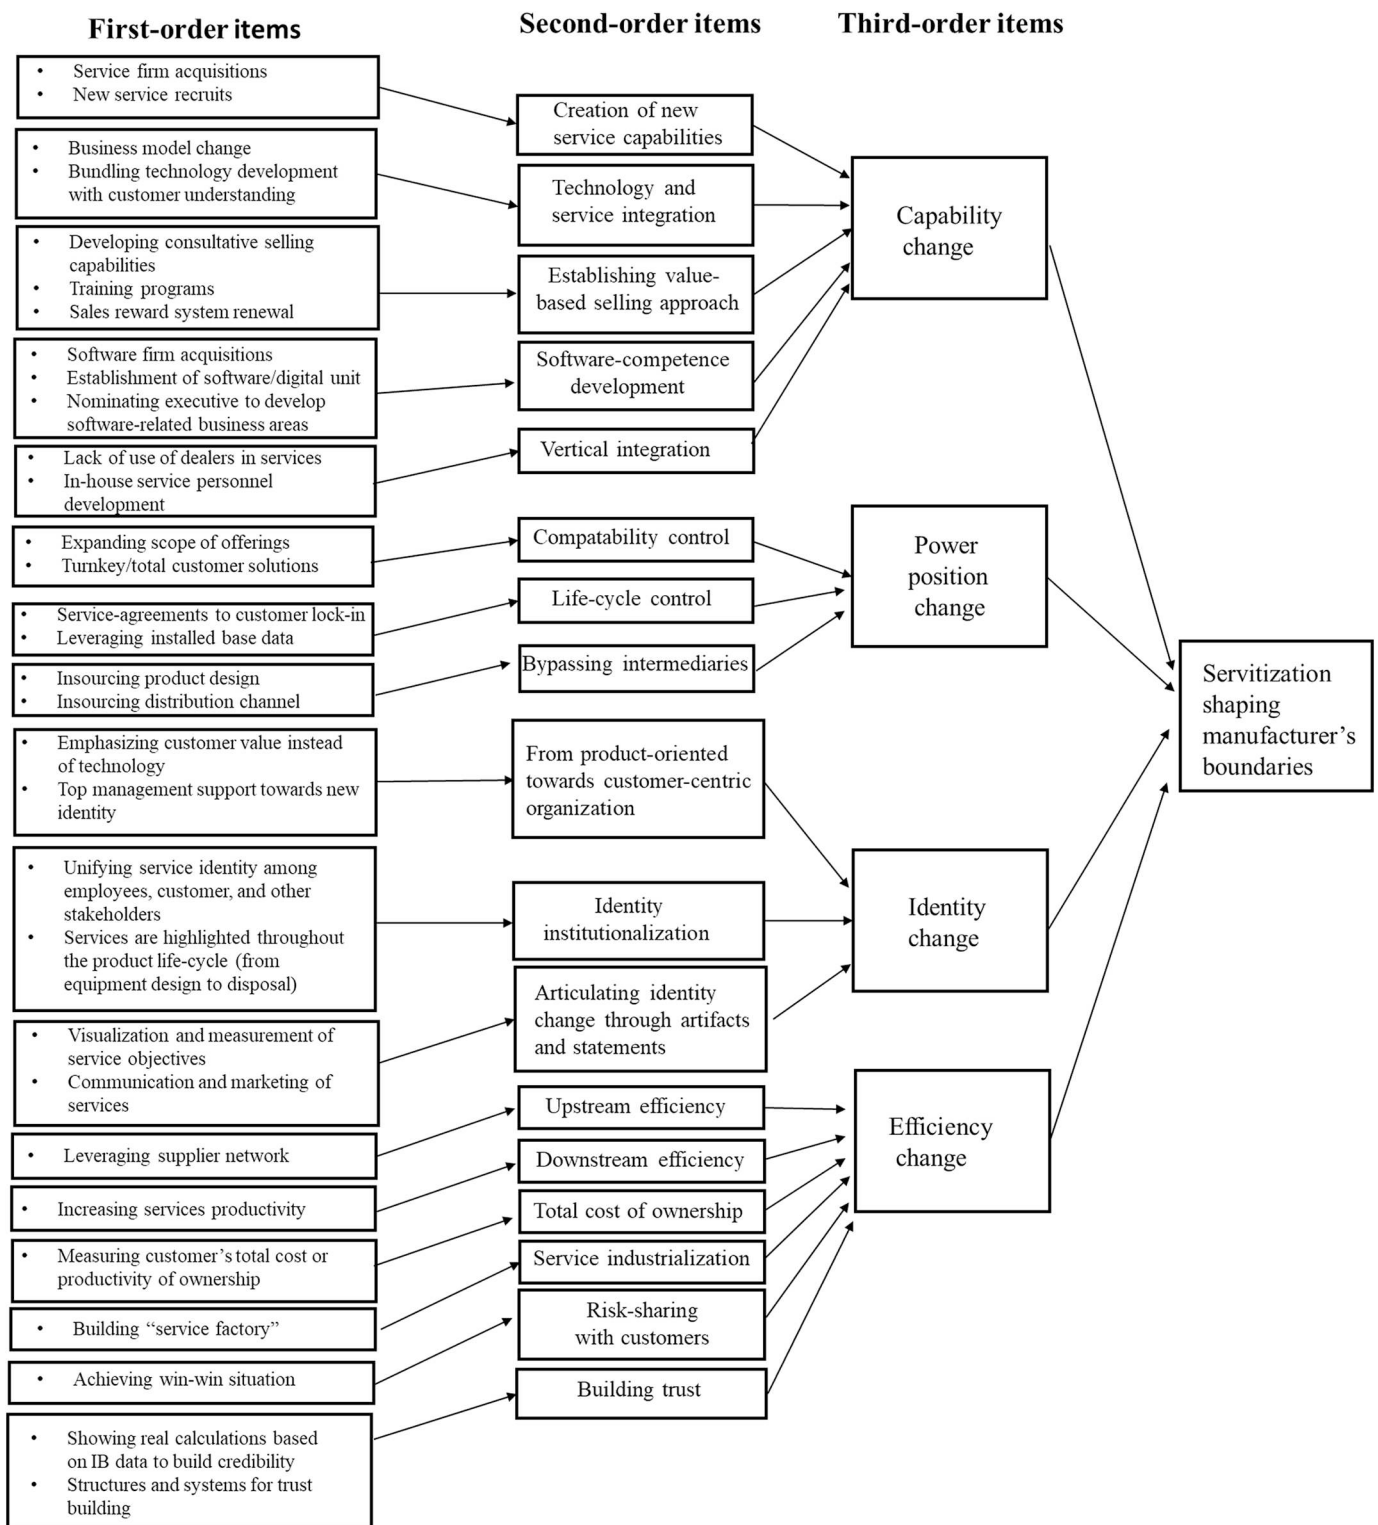 First-order items
Second-order items
Third-order items
• Service firm acquisitions
• New service recruits
• Business model change
• Bundling technology development
with customer understanding
• Developing consultative selling
capabilities
• Training programs
• Sales reward system renewal
• Software firm acquisitions
• Establishment of software/digital unit
• Nominating executive to develop
software-related business areas
• Lack of use of dealers in services
• In-house service personnel
development
• Expanding scope of offerings
• Turnkey/total customer solutions
• Service-agreements to customer lock-in
• Leveraging installed base data
• Insourcing product design
• Insourcing distribution channel
• Emphasizing customer value instead
of technology
• Top management support towards new
identity
• Unifying service identity among
employees, customer, and other
stakeholders
• Services are highlighted throughout
the product life-cycle (from
equipment design to disposal)
• Visualization and measurement of
service objectives
• Communication and marketing of
services
• Leveraging supplier network
• Increasing services productivity
• Measuring customer’s total cost or
productivity of ownership
• Building “service factory”
• Achieving win-win situation
• Showing real calculations based
on IB data to build credibility
• Structures and systems for trust
building
Creation of new
service capabilities
Technology and
service integration
Establishing value-
based selling approach
Software-competence
development
Vertical integration
Compatability control
Life-cycle control
Bypassing intermediaries
From product-oriented
towards customer-centric
organization
Identity
institutionalization
Articulating identity
change through artifacts
and statements
Upstream efficiency
Downstream efficiency
Total cost of ownership
Service industrialization
Risk-sharing
with customers
Building trust
Capability
change
Power
position
change
Identity
change
Efficiency
change
Servitization
shaping
manufacturer’s
boundaries